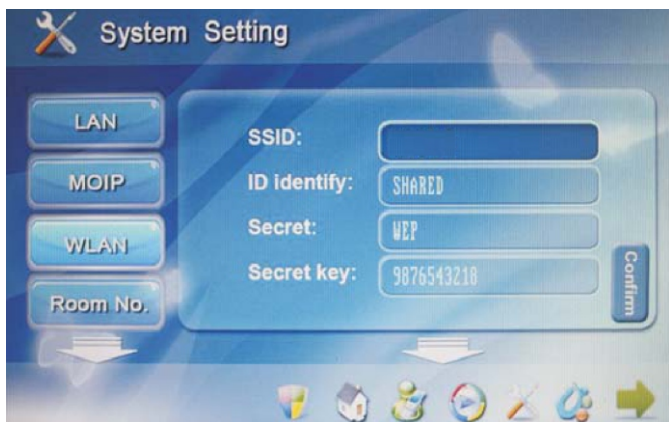 System Setting
LAN
MOIP
WLAN
Room No.
SSID:
ID identify: SHARED
Secret: WEP
Secret key: 9876543218
Confirm